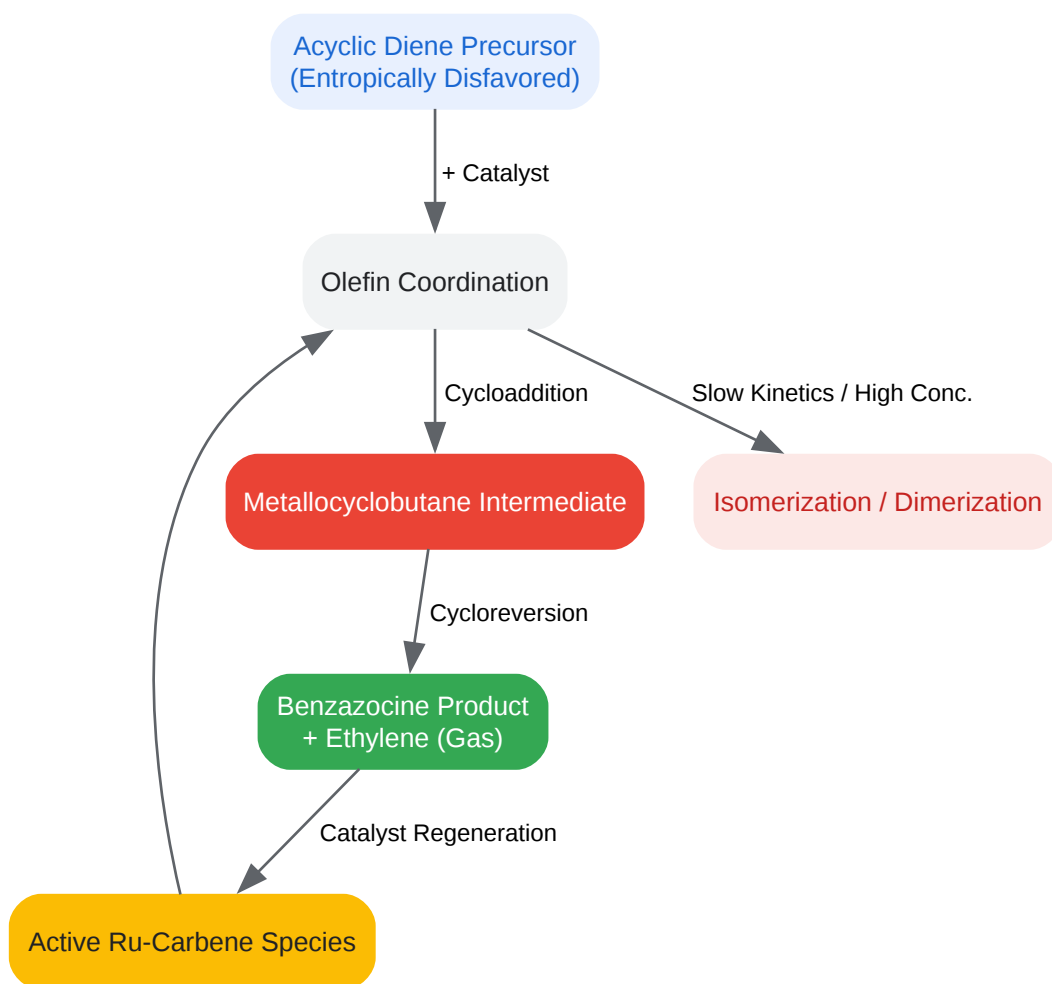 Acyclic Diene Precursor
(Entropically Disfavored)
+ Catalyst
Olefin Coordination
Cycloaddition
Slow Kinetics / High Conc.
Metallocyclobutane Intermediate
Isomerization / Dimerization
Cycloreversion
Benzazocine Product
+ Ethylene (Gas)
Catalyst Regeneration
Active Ru-Carbene Species